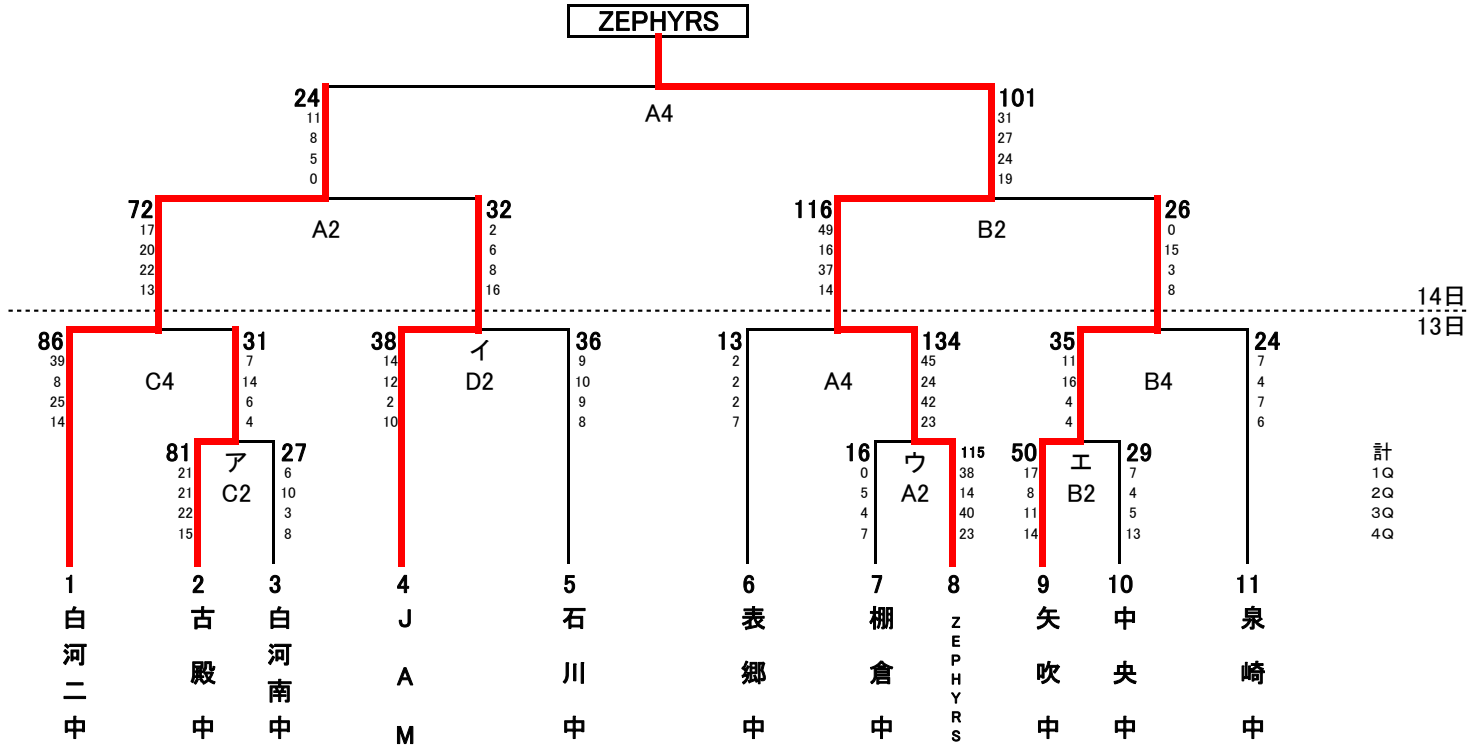 ZEPHYRS
24 101
11 A4 31
8 27
5 24
0 19
72 32 116 26
17 A2 2 49 B2 0
20 6 16 15
22 8 37 3
13 16 14 8
14日
13日
86 31 38 イ 36 13 134 35 24
39 7 14 9 2 45 11 7
8 C4 14 12 D2 10 2 A4 24 16 B4 4
25 6 2 9 2 42 4 7
14 4 10 8 7 23 4 6
81 ア 27 16 ウ 115 50 エ 29 計
21 6 0 38 17 7 1Q
21 C2 10 5 A2 14 8 B2 4 2Q
22 3 4 40 11 5 3Q
15 8 7 23 14 13 4Q
1 2 3 4 5 6 7 8 9 10 11
白河二中
古殿中
白河南中
JAM
石川中
表郷中
棚倉中
ZEPHYRS
矢吹中
中央中
泉崎中